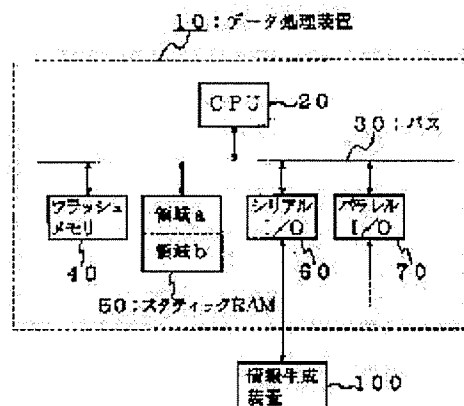 10:データ処理装置
CPU
20
30:バス
フラッシュ
メモリ
40
領域a
領域b
50:スタティックRAM
シリアル
I/O
60
パラレル
I/O
70
情報生成
装置
100